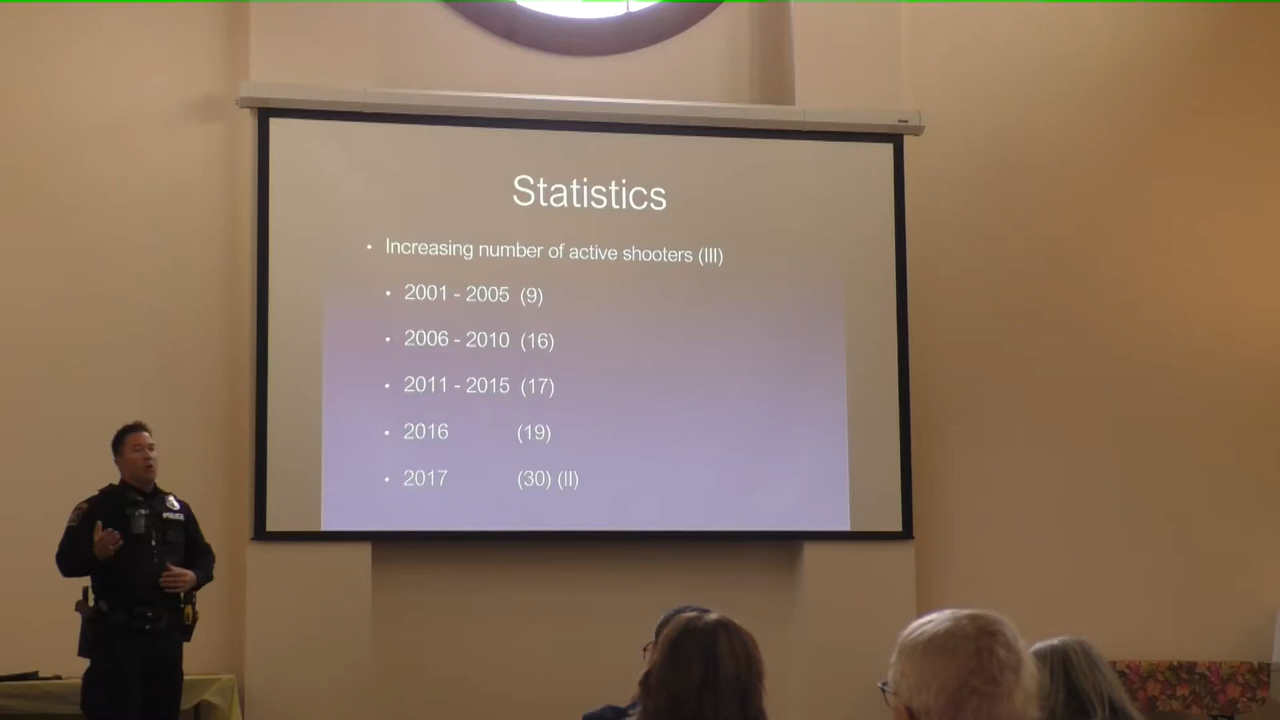 Statistics
• Increasing number of active shooters (III)
• 2001 - 2005 (9)
• 2006 - 2010 (16)
• 2011 - 2015 (17)
• 2016 (19)
• 2017 (30) (II)
POLICE